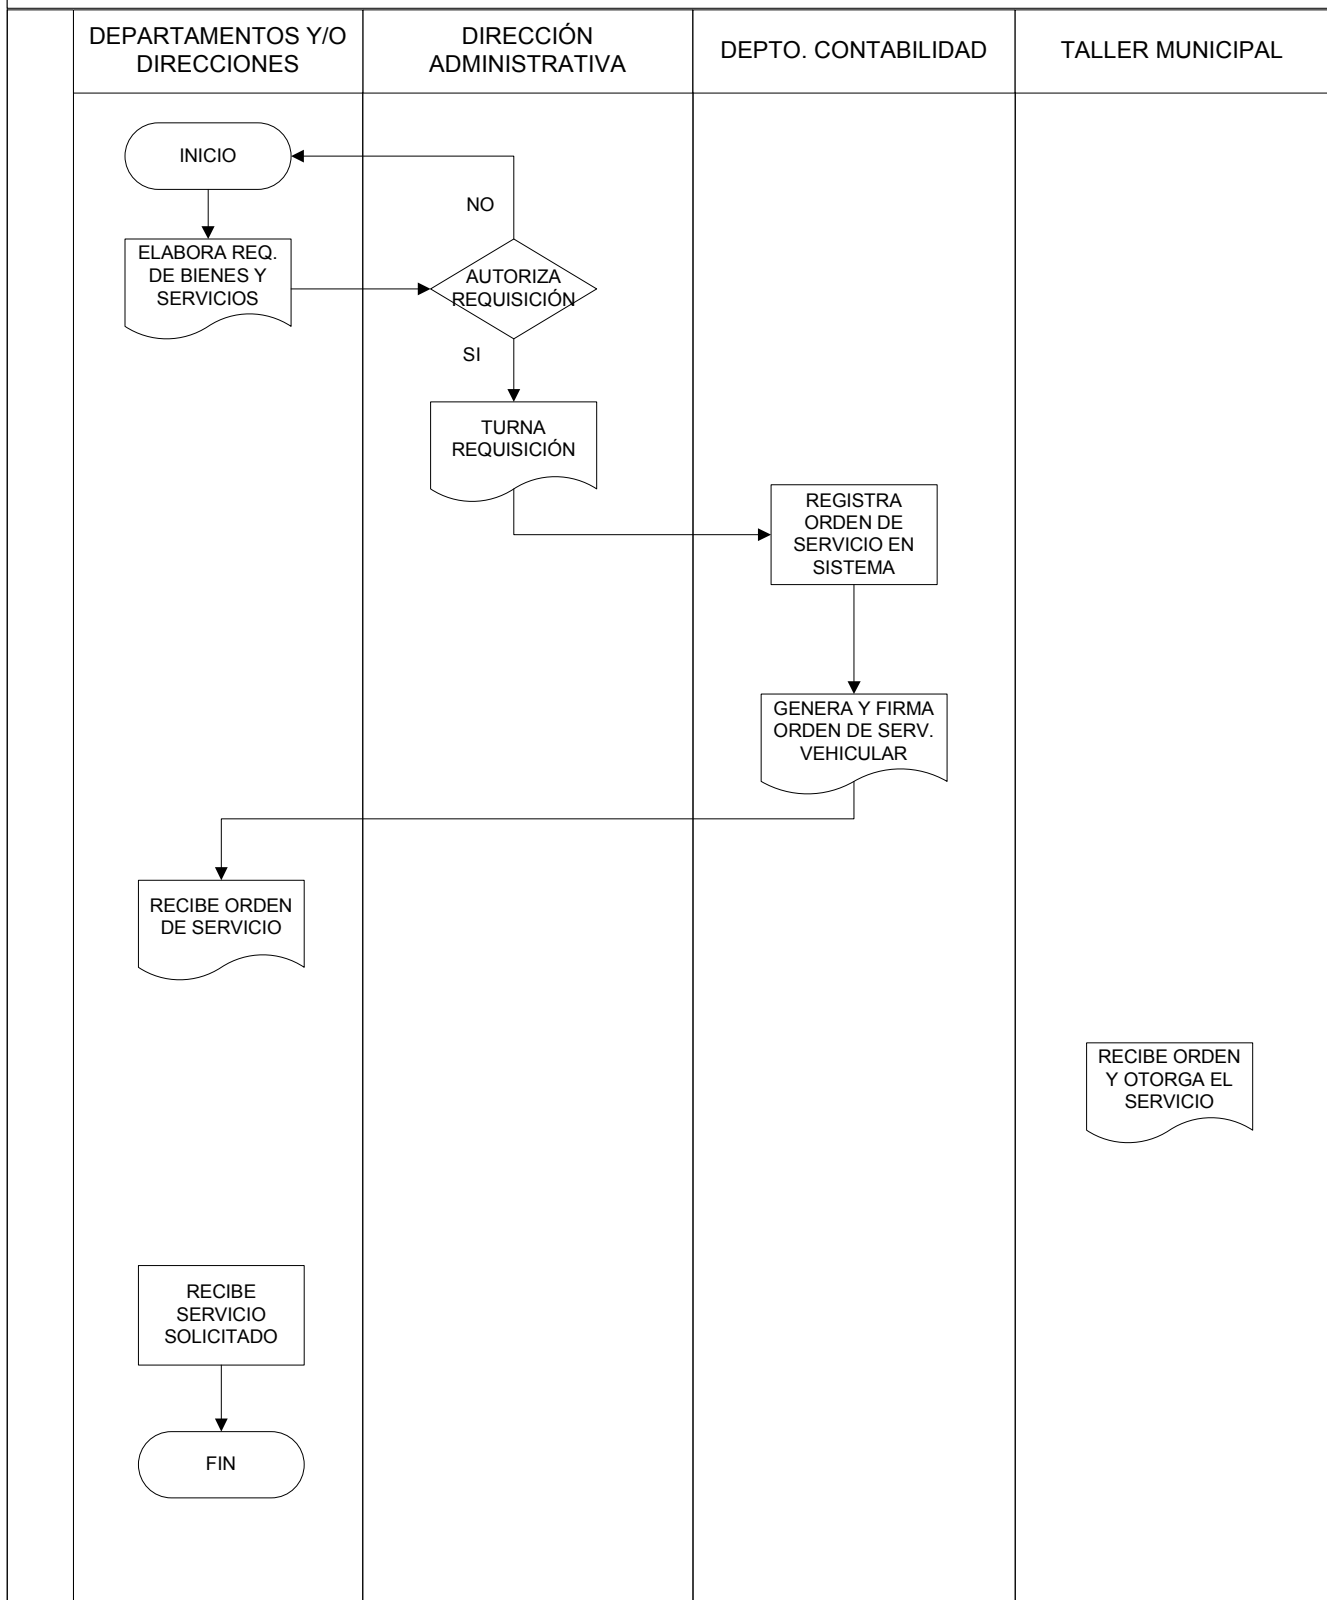 DEPARTAMENTOS Y/O
DIRECCIONES
DIRECCIÓN
ADMINISTRATIVA
DEPTO. CONTABILIDAD
TALLER MUNICIPAL
INICIO
NO
ELABORA REQ.
DE BIENES Y
SERVICIOS
AUTORIZA
REQUISICIÓN
SI
TURNA
REQUISICIÓN
REGISTRA
ORDEN DE
SERVICIO EN
SISTEMA
GENERA Y FIRMA
ORDEN DE SERV.
VEHICULAR
RECIBE ORDEN
DE SERVICIO
RECIBE ORDEN
Y OTORGA EL
SERVICIO
RECIBE
SERVICIO
SOLICITADO
FIN